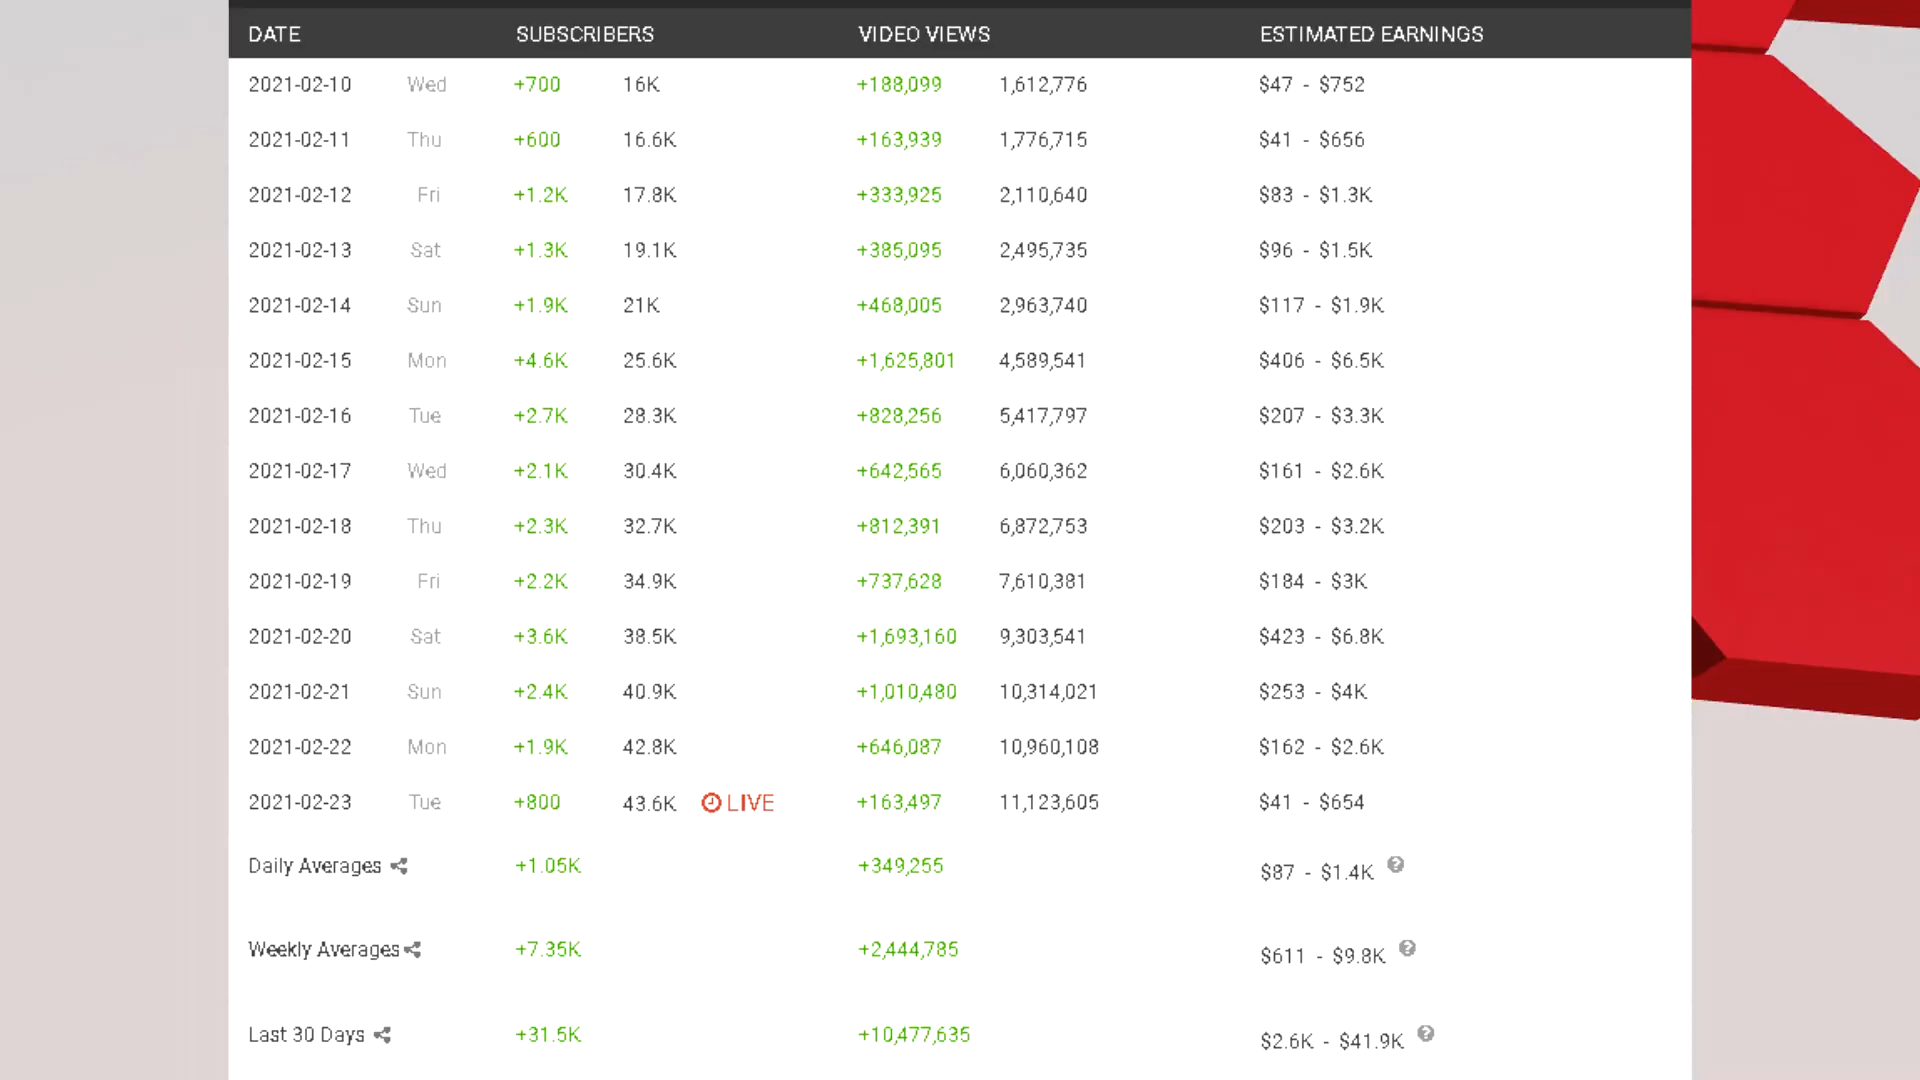 DATE SUBSCRIBERS VIDEO VIEWS ESTIMATED EARNINGS
2021-02-10 Wed +700 16K +188,099 1,612,776 $47 - $752
2021-02-11 Thu +600 16.6K +163,939 1,776,715 $41 - $656
2021-02-12 Fri +1.2K 17.8K +333,925 2,110,640 $83 - $1.3K
2021-02-13 Sat +1.3K 19.1K +385,095 2,495,735 $96 - $1.5K
2021-02-14 Sun +1.9K 21K +468,005 2,963,740 $117 - $1.9K
2021-02-15 Mon +4.6K 25.6K +1,625,801 4,589,541 $406 - $6.5K
2021-02-16 Tue +2.7K 28.3K +828,256 5,417,797 $207 - $3.3K
2021-02-17 Wed +2.1K 30.4K +642,565 6,060,362 $161 - $2.6K
2021-02-18 Thu +2.3K 32.7K +812,391 6,872,753 $203 - $3.2K
2021-02-19 Fri +2.2K 34.9K +737,628 7,610,381 $184 - $3K
2021-02-20 Sat +3.6K 38.5K +1,693,160 9,303,541 $423 - $6.8K
2021-02-21 Sun +2.4K 40.9K +1,010,480 10,314,021 $253 - $4K
2021-02-22 Mon +1.9K 42.8K +646,087 10,960,108 $162 - $2.6K
2021-02-23 Tue +800 43.6K LIVE +163,497 11,123,605 $41 - $654
Daily Averages +1.05K +349,255 $87 - $1.4K ?
Weekly Averages +7.35K +2,444,785 $611 - $9.8K ?
Last 30 Days +31.5K +10,477,635 $2.6K - $41.9K ?